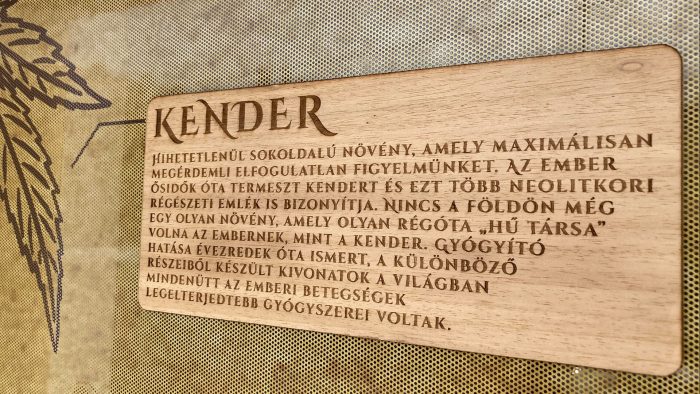 KENDER
HIHETETLENÜL SOKOLDALÚ NÖVÉNY, AMELY MAXIMÁLISAN
MEGÉRDEMLI ELFOGULATLAN FIGYELMÜNKET. AZ EMBER
ŐSIDŐK ÓTA TERMESZT KENDERT ÉS EZT TÖBB NEOLITKORI
RÉGÉSZETI EMLÉK IS BIZONYÍTJA. NINCS A FÖLDÖN MÉG
EGY OLYAN NÖVÉNY, AMELY OLYAN RÉGÓTA „HŰ TÁRSA”
VOLNA AZ EMBERNEK, MINT A KENDER. GYÓGYÍTÓ
HATÁSA ÉVEZREDEK ÓTA ISMERT, A KÜLÖNBÖZŐ
RÉSZEIBŐL KÉSZÜLT KIVONATOK A VILÁGBAN
MINDENÜTT AZ EMBERI BETEGSÉGEK
LEGELTERJEDTEBB GYÓGYSZEREI VOLTAK.